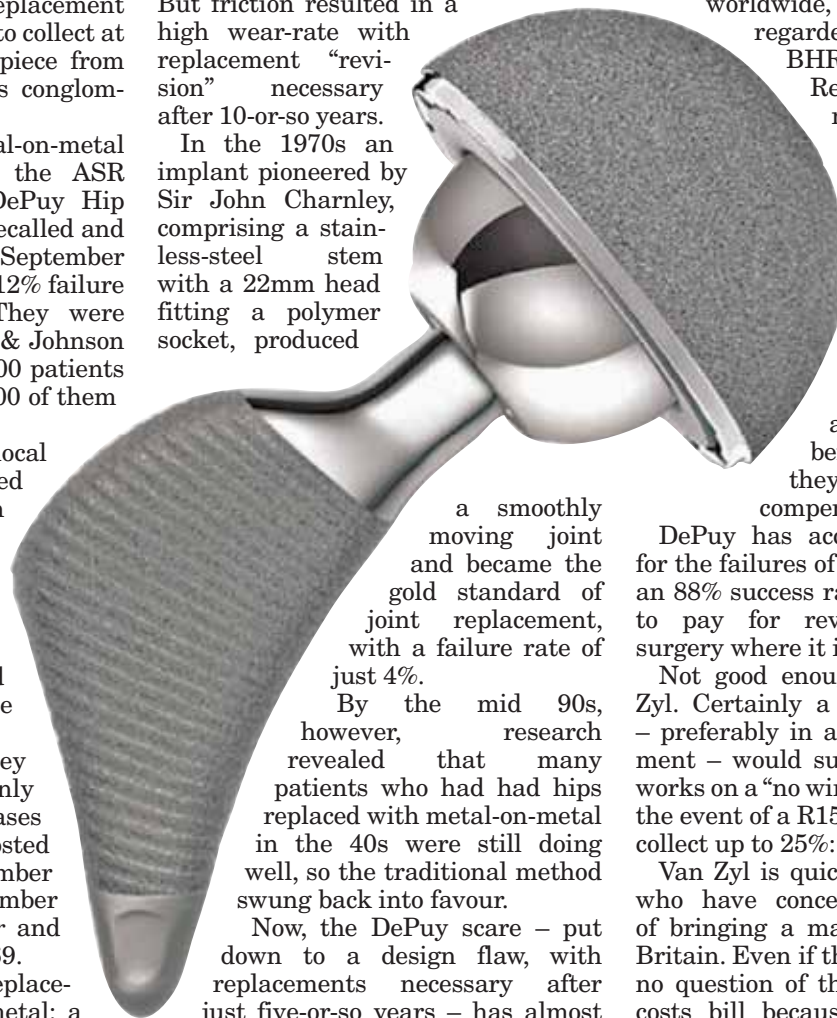 eplacement
to collect at
piece from
s conglom-
al-on-metal
the ASR
DePuy Hip
ecalled and
September
12% failure
They were
& Johnson
00 patients
00 of them
local
ed
e
ey
nly
ases
osted
mber
mber
r and
69.
eplace-
etal: a
But friction resulted in a
high wear-rate with
replacement “revi-
sion” necessary
after 10-or-so years.
In the 1970s an
implant pioneered by
Sir John Charnley,
comprising a stain-
less-steel stem
with a 22mm head
fitting a polymer
socket, produced
a smoothly
moving joint
and became the
gold standard of
joint replacement,
with a failure rate of
just 4%.
By the mid 90s,
however, research
revealed that many
patients who had had hips
replaced with metal-on-metal
in the 40s were still doing
well, so the traditional method
swung back into favour.
Now, the DePuy scare – put
down to a design flaw, with
replacements necessary after
just five-or-so years – has almost
worldwide,
regarde
BHR
Re
a
be
they
compen
DePuy has acc
for the failures of
an 88% success ra
to pay for rev
surgery where it i
Not good enou
Zyl. Certainly a
– preferably in a
ment – would su
works on a “no win
the event of a R15
collect up to 25%:
Van Zyl is quic
who have conce
of bringing a ma
Britain. Even if th
no question of th
costs bill becaus